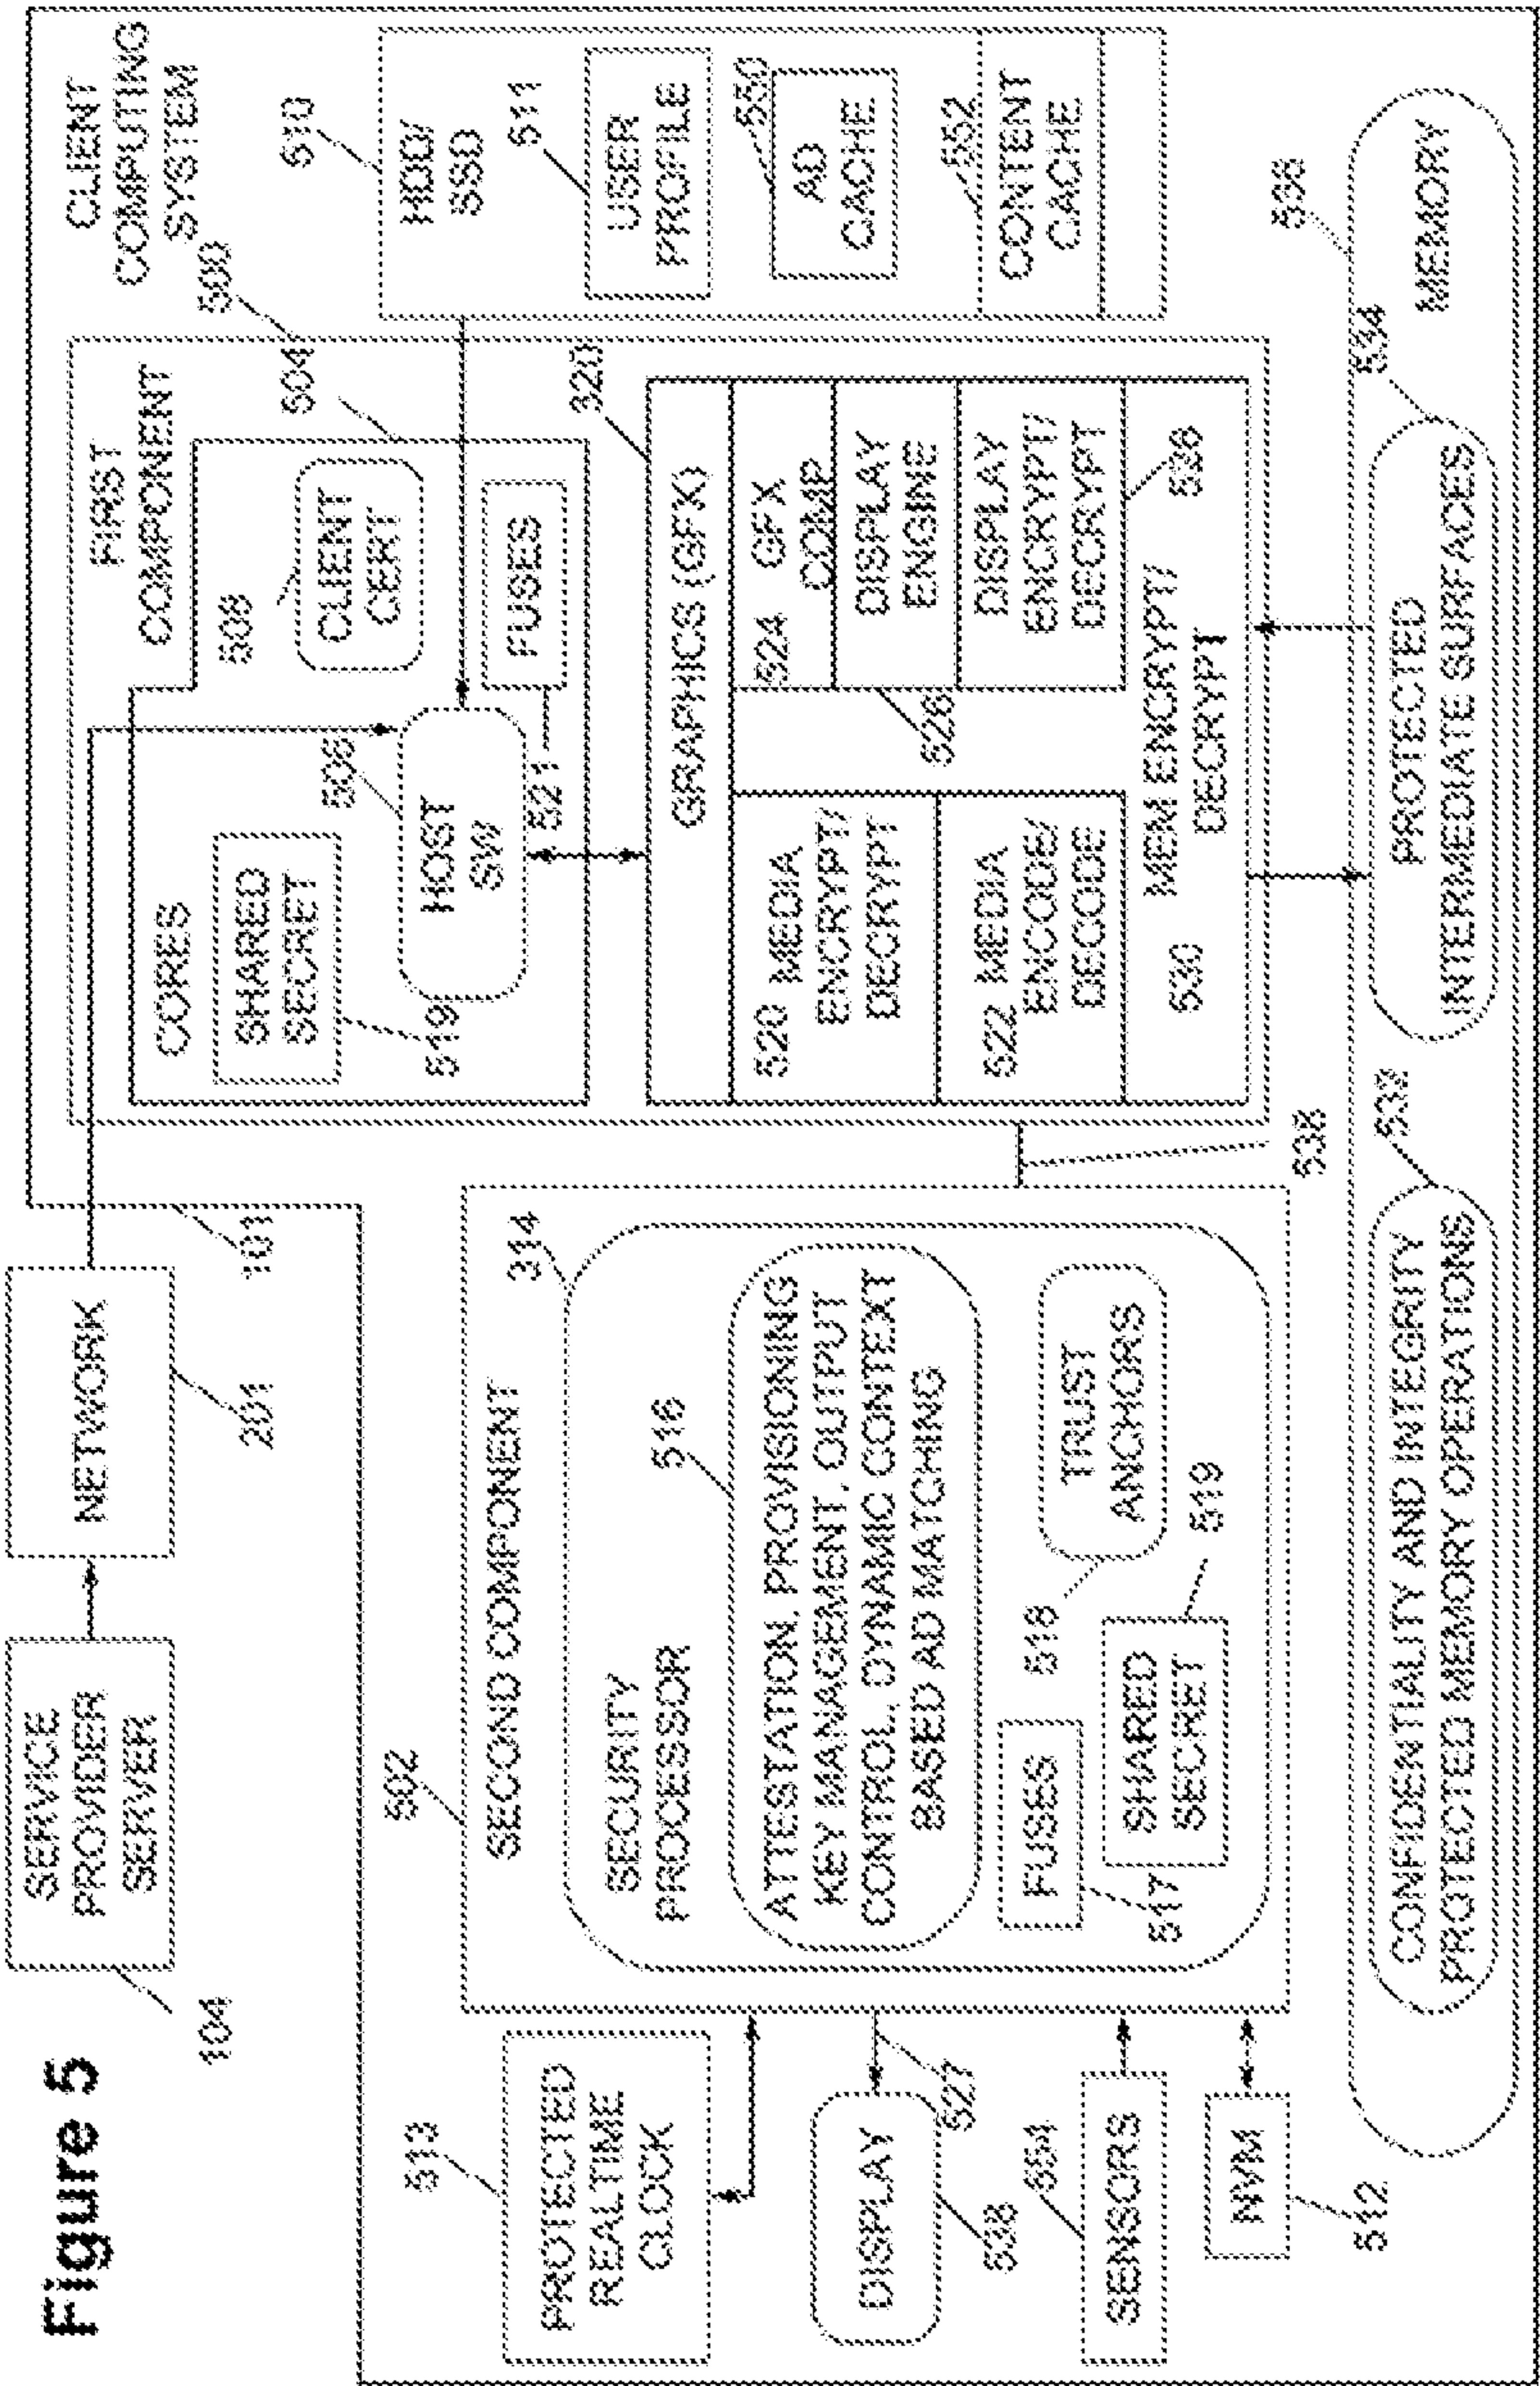 Figure 5
SERVICE
PROVIDER
SERVER
104
NETWORK
201
101
CLIENT
COMPUTING
SYSTEM
FIRST
COMPONENT
500
504
CORES
SHARED
SECRET
519
508
CLIENT
CERT
506
HOST
SW
521
FUSES
510
HDD/
SSD
511
USER
PROFILE
550
AD
CACHE
552
CONTENT
CACHE
320
GRAPHICS (GFX)
520 MEDIA
ENCRYPT/
DECRYPT
522 MEDIA
ENCODE/
DECODE
524 GFX
COMP
DISPLAY
ENGINE
526
DISPLAY
ENCRYPT/
DECRYPT
530
MEM ENCRYPT/
DECRYPT
538
502
SECOND COMPONENT
314
SECURITY
PROCESSOR
516
ATTESTATION, PROVISIONING
KEY MANAGEMENT, OUTPUT
CONTROL, DYNAMIC CONTEXT
BASED AD MATCHING
FUSES
517
518
TRUST
ANCHORS
SHARED
SECRET
519
513
PROTECTED
REALTIME
CLOCK
DISPLAY
527
538
554
SENSORS
NVM
512
CONFIDENTIALITY AND INTEGRITY
PROTECTED MEMORY OPERATIONS
PROTECTED
INTERMEDIATE SURFACES
534
MEMORY